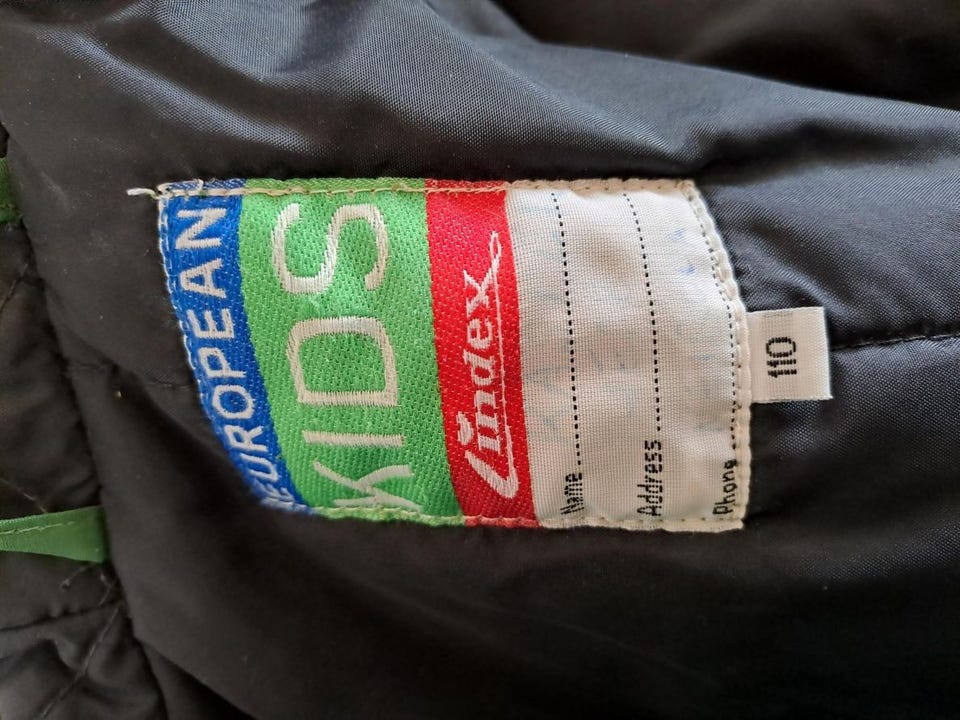 EUROPEAN
KIDS
Lindex
Name
Address
Phone
110